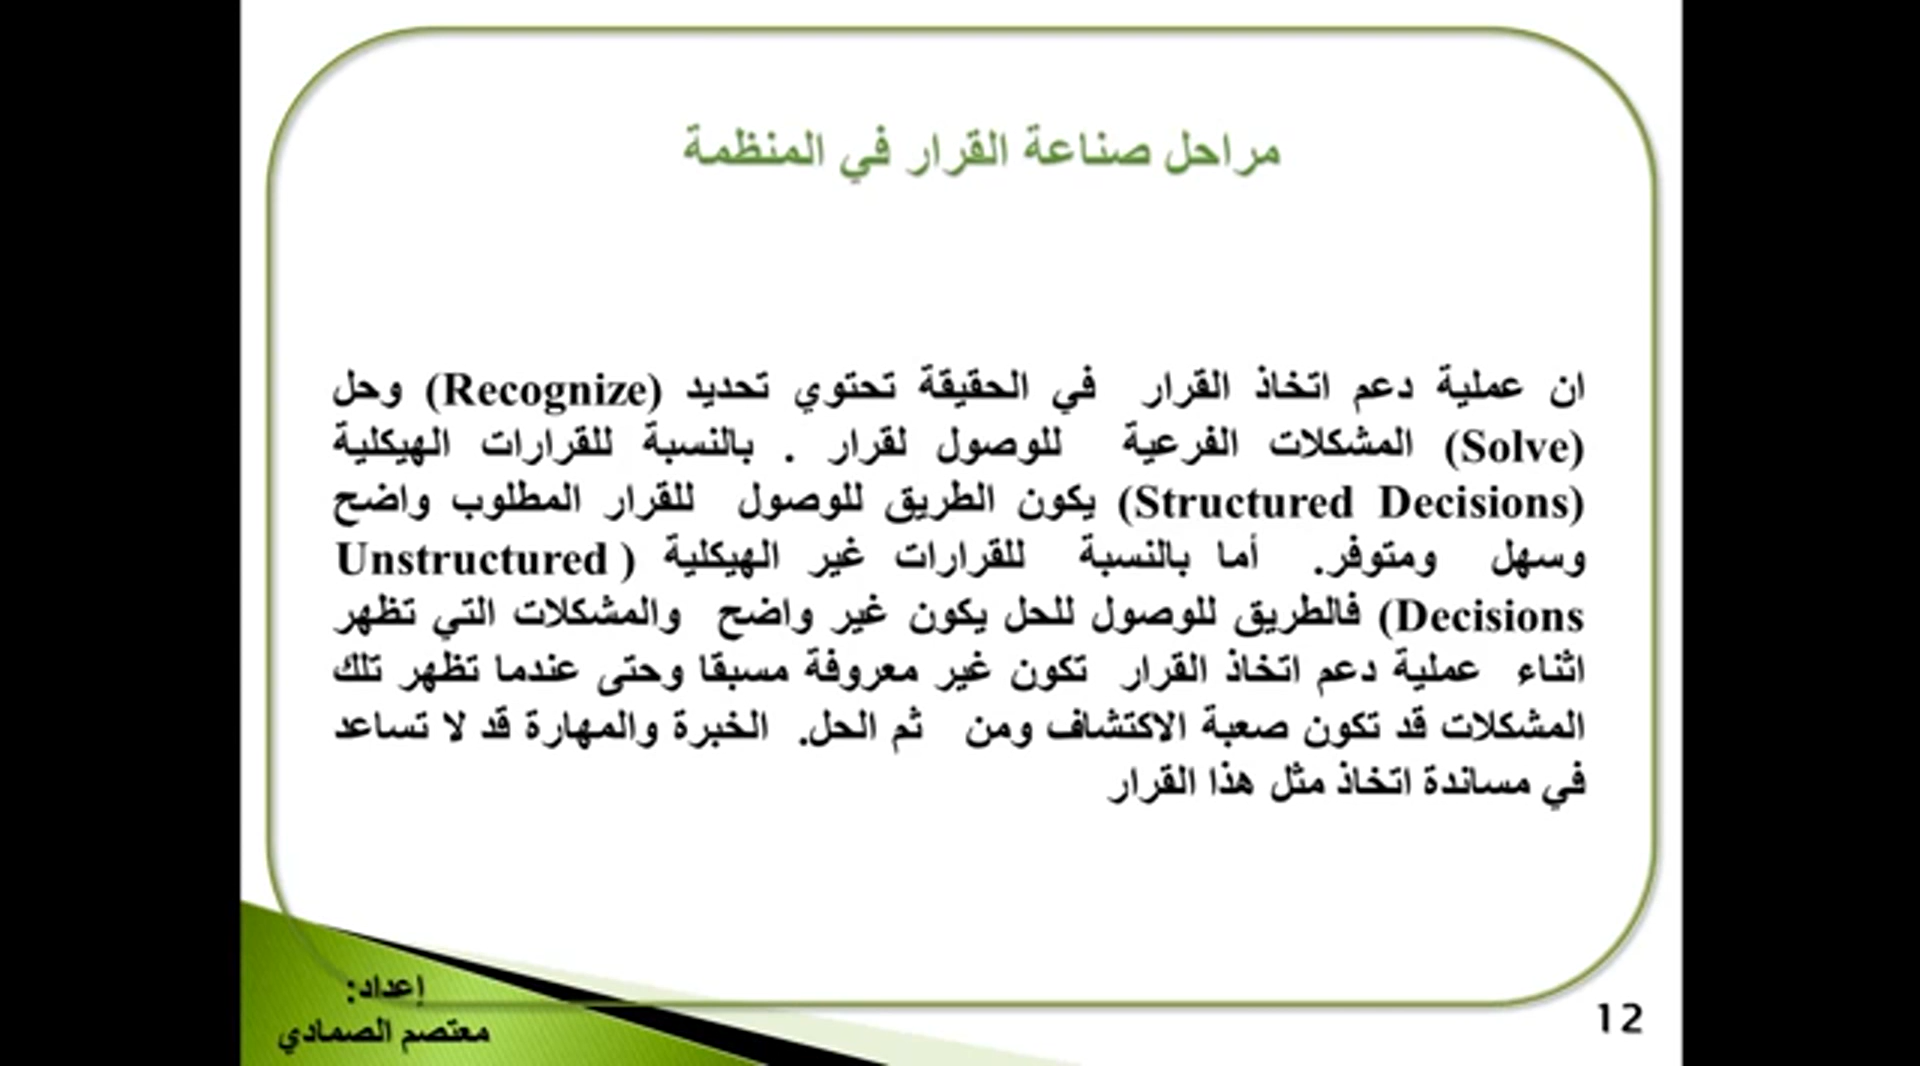 مراحل صناعة القرار في المنظمة
ان عملية دعم اتخاذ القرار في الحقيقة تحتوي تحديد (Recognize) وحل
(Solve) المشكلات الفرعية للوصول لقرار . بالنسبة للقرارات الهيكلية
(Structured Decisions) يكون الطريق للوصول للقرار المطلوب واضح
وسهل ومتوفر. أما بالنسبة للقرارات غير الهيكلية ( Unstructured
Decisions) فالطريق للوصول للحل يكون غير واضح والمشكلات التي تظهر
اثناء عملية دعم اتخاذ القرار تكون غير معروفة مسبقا وحتى عندما تظهر تلك
المشكلات قد تكون صعبة الاكتشاف ومن ثم الحل. الخبرة والمهارة قد لا تساعد
في مساندة اتخاذ مثل هذا القرار
إعداد:
معتصم الصمادي
12